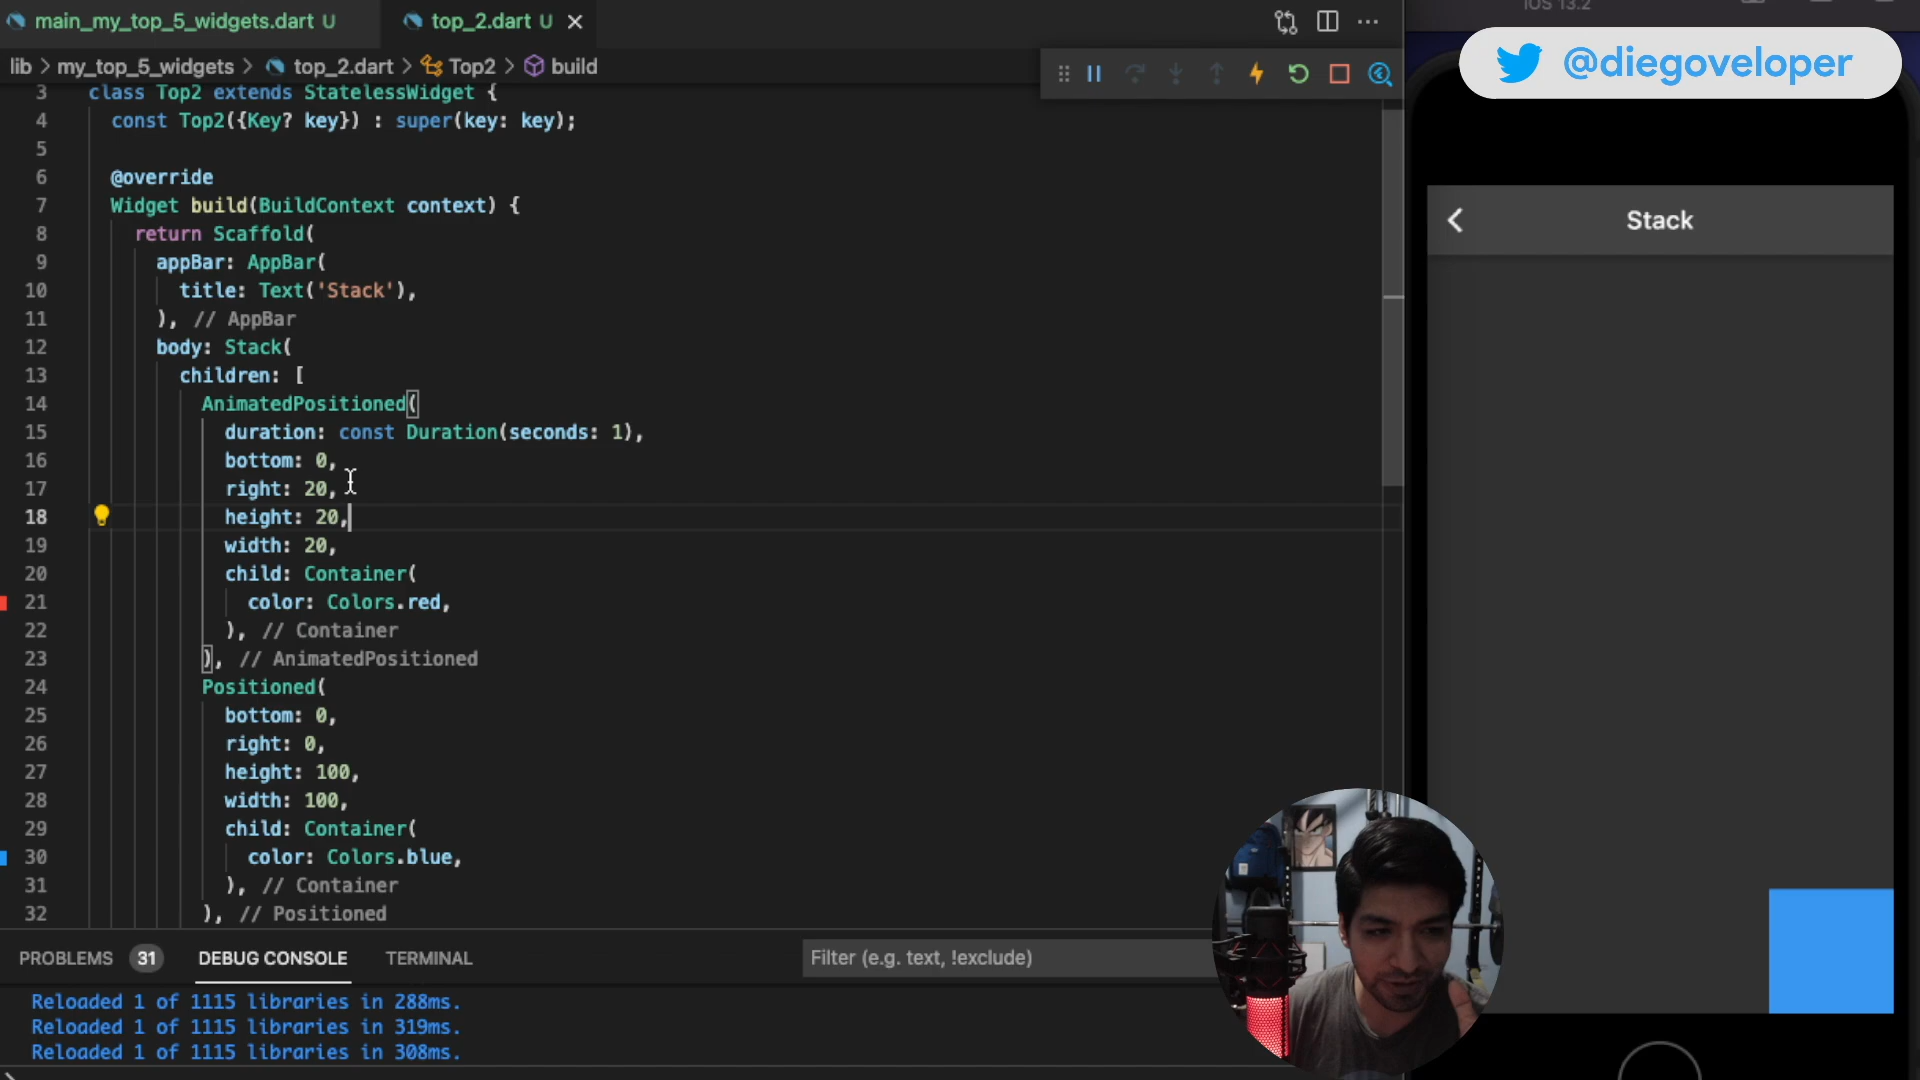 main_my_top_5_widgets.dart U
top_2.dart U
lib > my_top_5_widgets > top_2.dart > Top2 > build
3 class Top2 extends StatelessWidget {
4 const Top2({Key? key}) : super(key: key);
5
6 @override
7 Widget build(BuildContext context) {
8 return Scaffold(
9 appBar: AppBar(
10 title: Text('Stack'),
11 ), // AppBar
12 body: Stack(
13 children: [
14 AnimatedPositioned(
15 duration: const Duration(seconds: 1),
16 bottom: 0,
17 right: 20,
18 height: 20,
19 width: 20,
20 child: Container(
21 color: Colors.red,
22 ), // Container
23 ), // AnimatedPositioned
24 Positioned(
25 bottom: 0,
26 right: 0,
27 height: 100,
28 width: 100,
29 child: Container(
30 color: Colors.blue,
31 ), // Container
32 ), // Positioned
PROBLEMS 31 DEBUG CONSOLE TERMINAL
Filter (e.g. text, !exclude)
Reloaded 1 of 1115 libraries in 288ms.
Reloaded 1 of 1115 libraries in 319ms.
Reloaded 1 of 1115 libraries in 308ms.
iOS 13.2
@diegoveloper
Stack